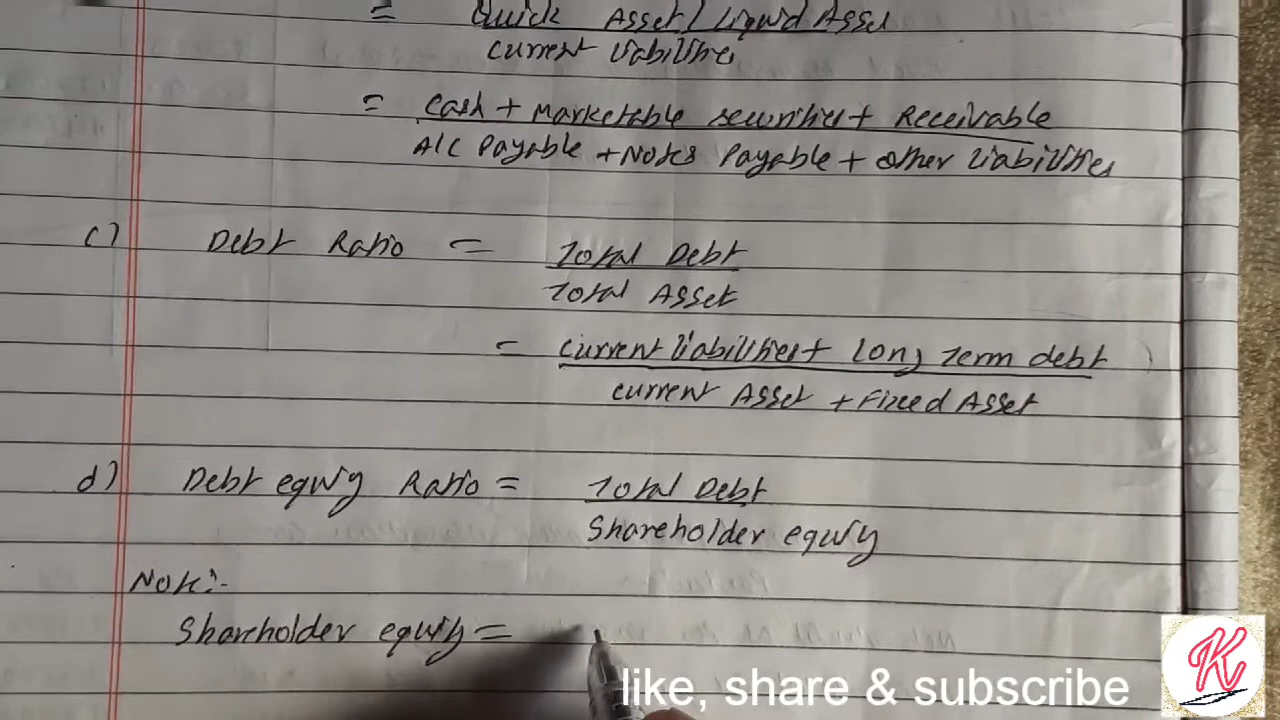 = Quick Asset / Liquid Asset
current liabilities
= Cash + Marketable securities + Receivable
A/C Payable + Notes Payable + other liabilities
c) Debt Ratio = Total Debt
Total Asset
= current liabilities + Long term debt
current Asset + Fixed Asset
d) Debt equity Ratio = Total Debt
Shareholder equity
Note:-
Shareholder equity =
like, share & subscribe
K